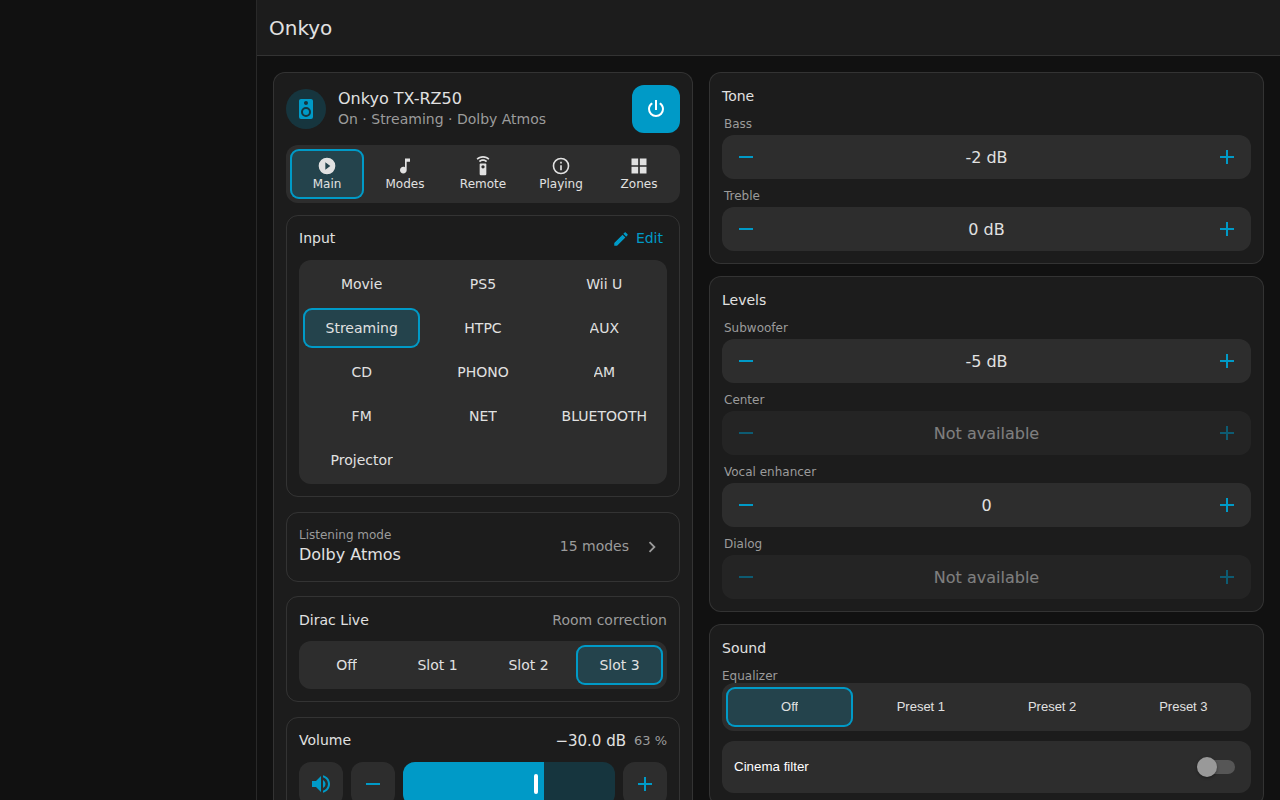 Onkyo
Onkyo TX-RZ50
On · Streaming · Dolby Atmos
Main Modes Remote Playing Zones
Input Edit
Movie PS5 Wii U
Streaming HTPC AUX
CD PHONO AM
FM NET BLUETOOTH
Projector
Listening mode
Dolby Atmos 15 modes
Dirac Live Room correction
Off Slot 1 Slot 2 Slot 3
Volume −30.0 dB 63 %
Tone
Bass
-2 dB
Treble
0 dB
Levels
Subwoofer
-5 dB
Center
Not available
Vocal enhancer
0
Dialog
Not available
Sound
Equalizer
Off Preset 1 Preset 2 Preset 3
Cinema filter